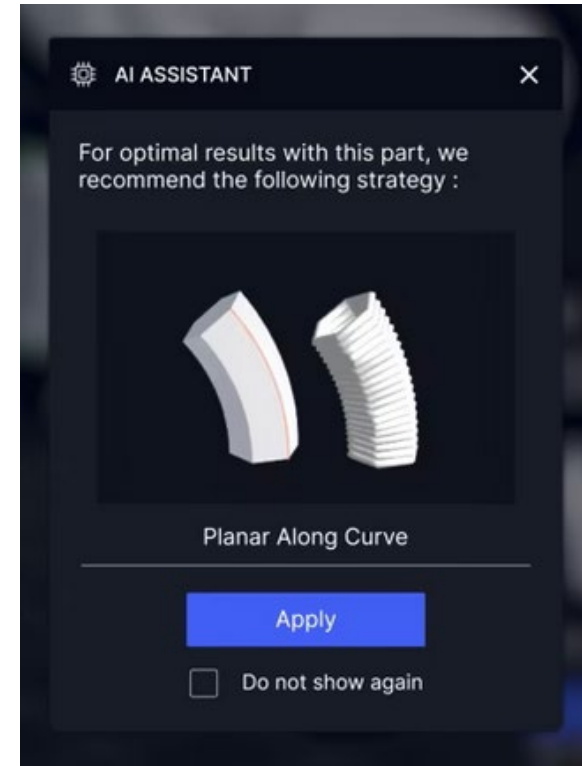 AI ASSISTANT
For optimal results with this part, we
recommend the following strategy :
Planar Along Curve
Apply
Do not show again